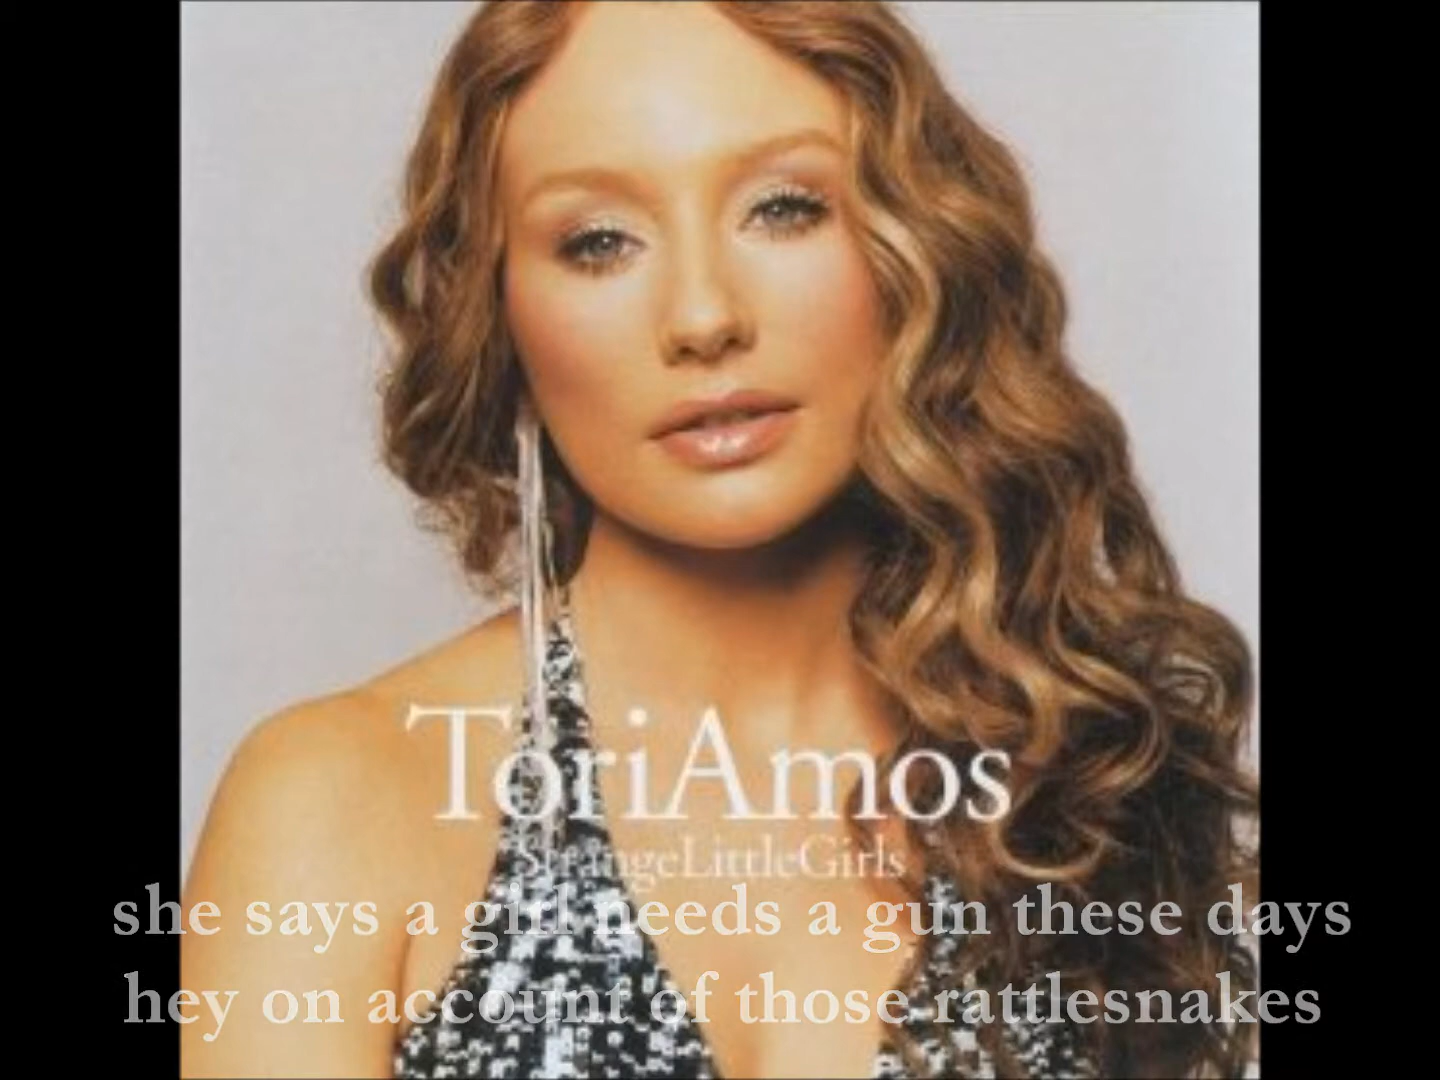 ToriAmos
StrangeLittleGirls
she says a girl needs a gun these days
hey on account of those rattlesnakes